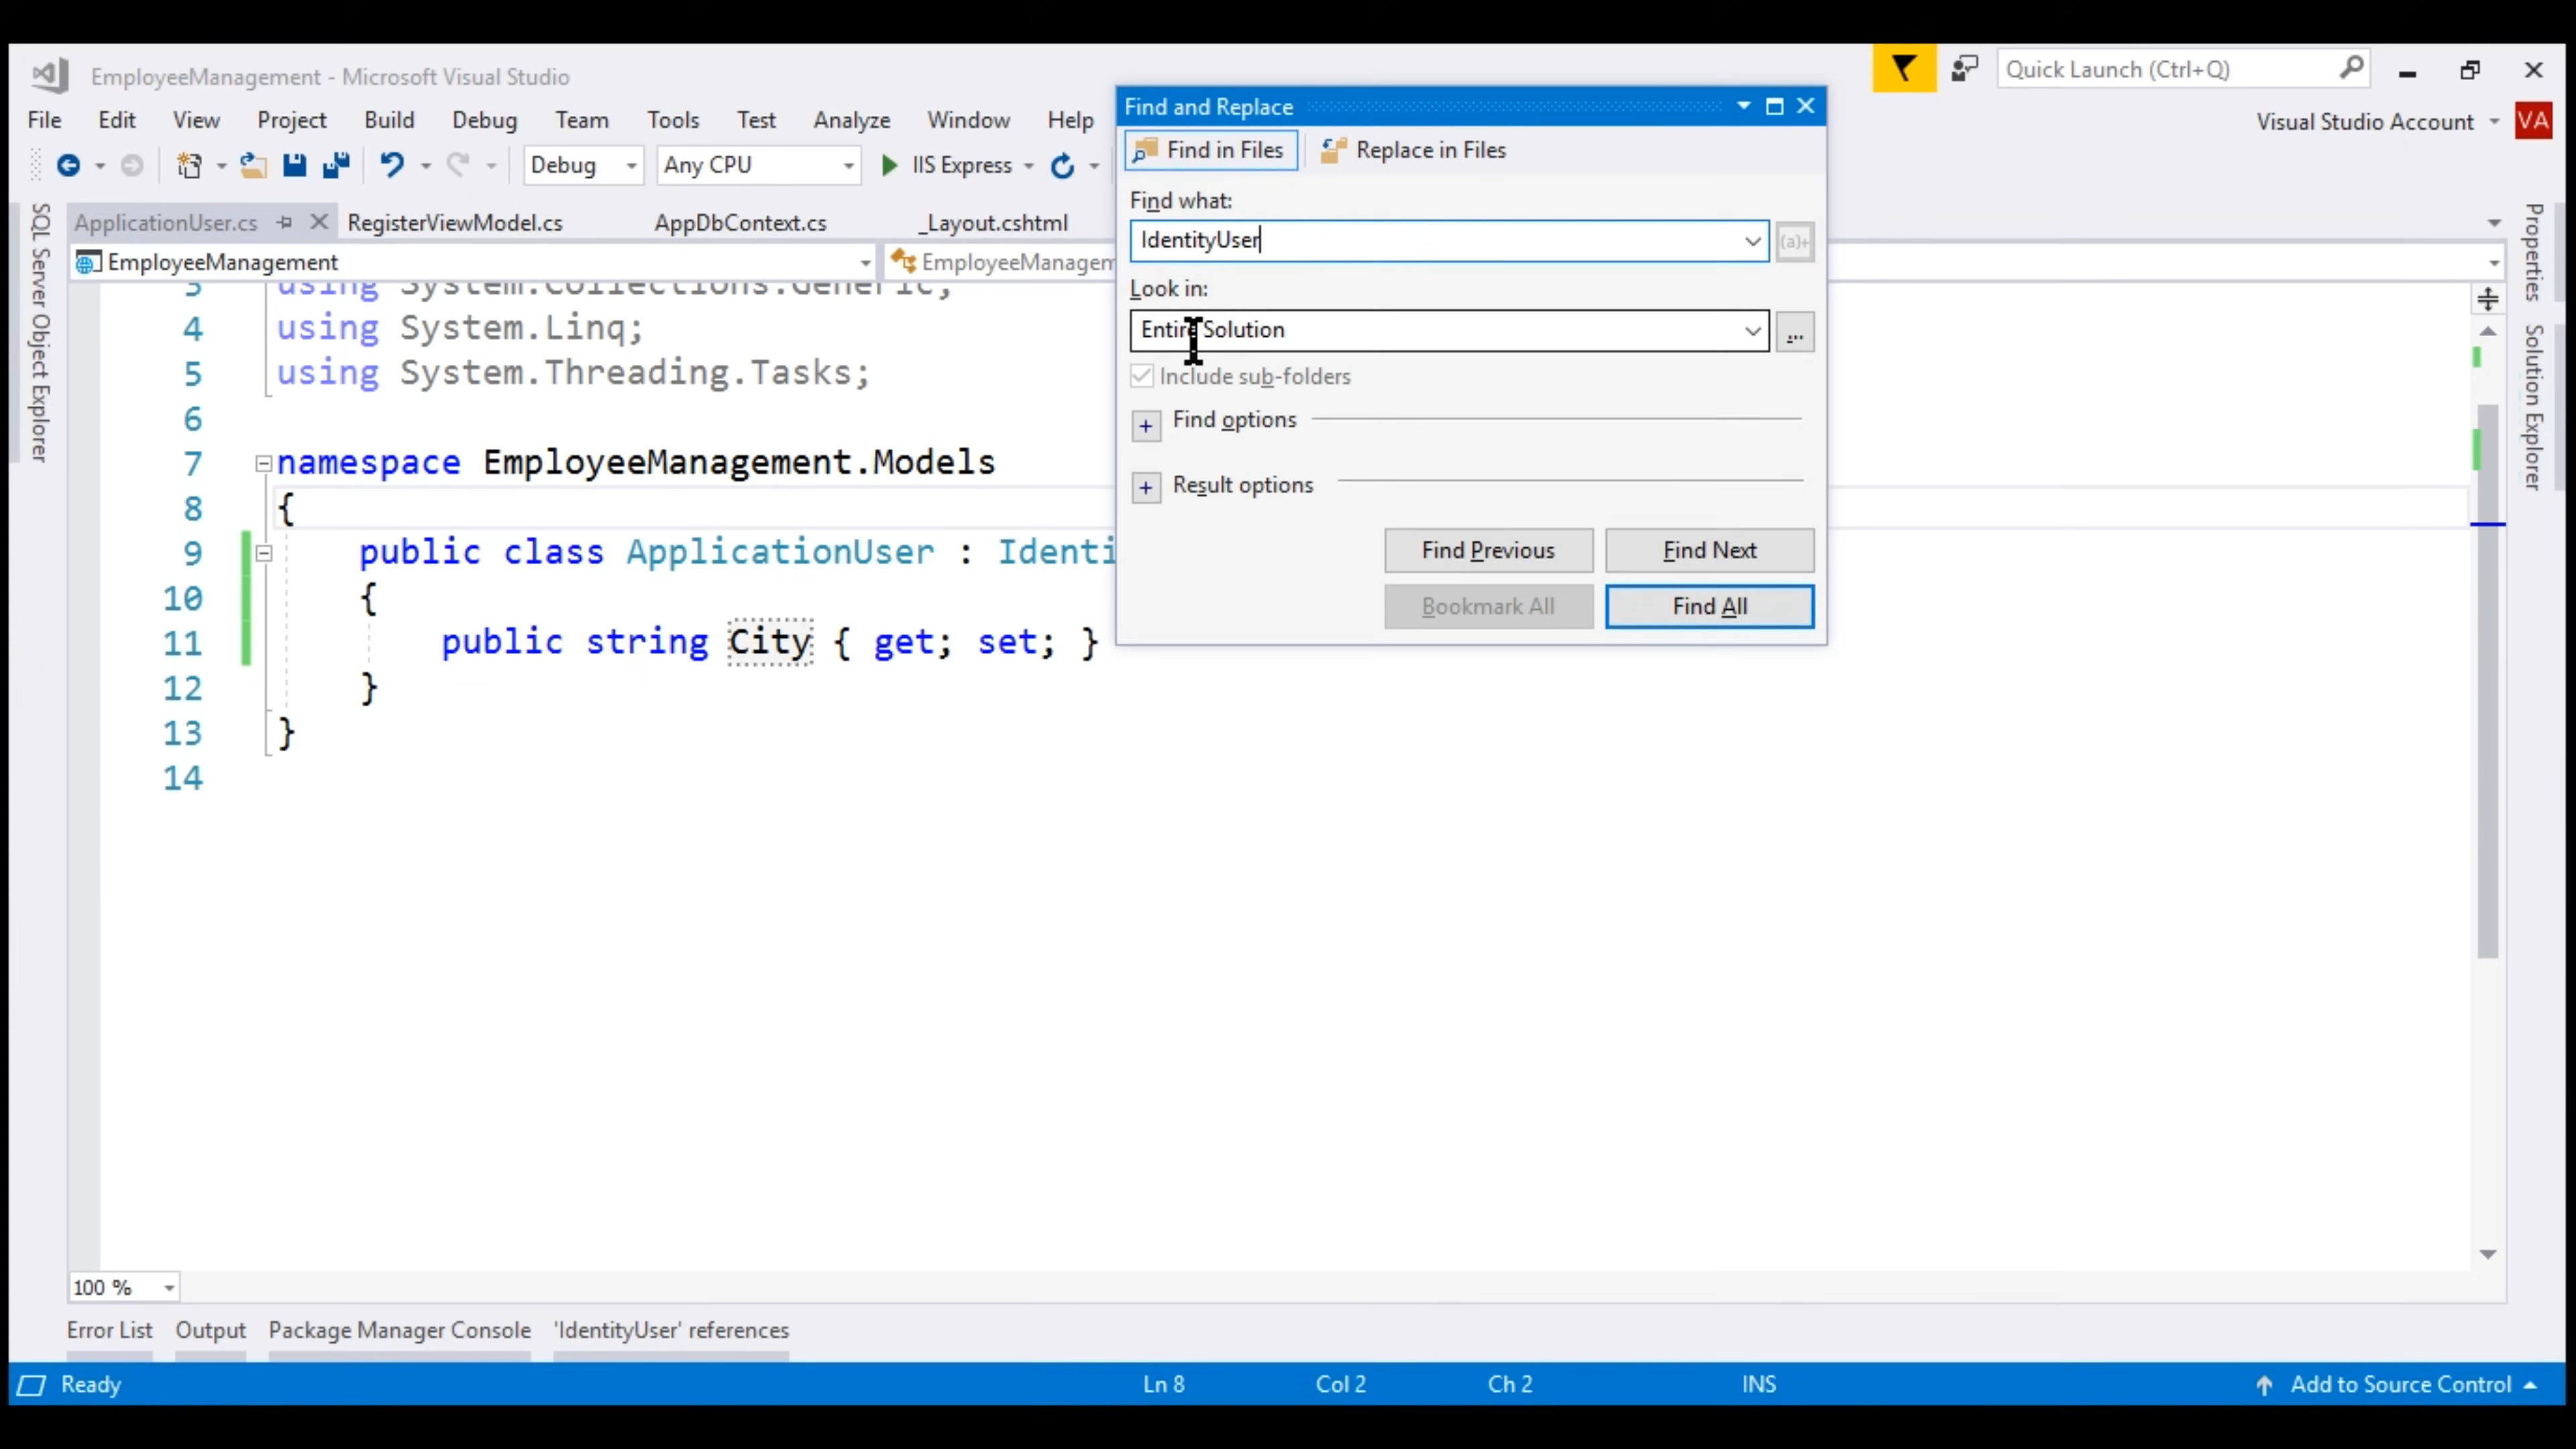 EmployeeManagement - Microsoft Visual Studio
Quick Launch (Ctrl+Q)
File Edit View Project Build Debug Team Tools Test Analyze Window Help
Visual Studio Account VA
Debug Any CPU IIS Express
ApplicationUser.cs RegisterViewModel.cs AppDbContext.cs _Layout.cshtml
EmployeeManagement EmployeeManagem
SQL Server Object Explorer
Properties
Solution Explorer
3 using System.Collections.Generic;
4 using System.Linq;
5 using System.Threading.Tasks;
6
7 namespace EmployeeManagement.Models
8 {
9 public class ApplicationUser : Identi
10 {
11 public string City { get; set; }
12 }
13 }
14
Find and Replace
Find in Files Replace in Files
Find what:
IdentityUser
(a)+
Look in:
Entire Solution
...
Include sub-folders
+ Find options
+ Result options
Find Previous Find Next
Bookmark All Find All
100 %
Error List Output Package Manager Console 'IdentityUser' references
Ready Ln 8 Col 2 Ch 2 INS Add to Source Control